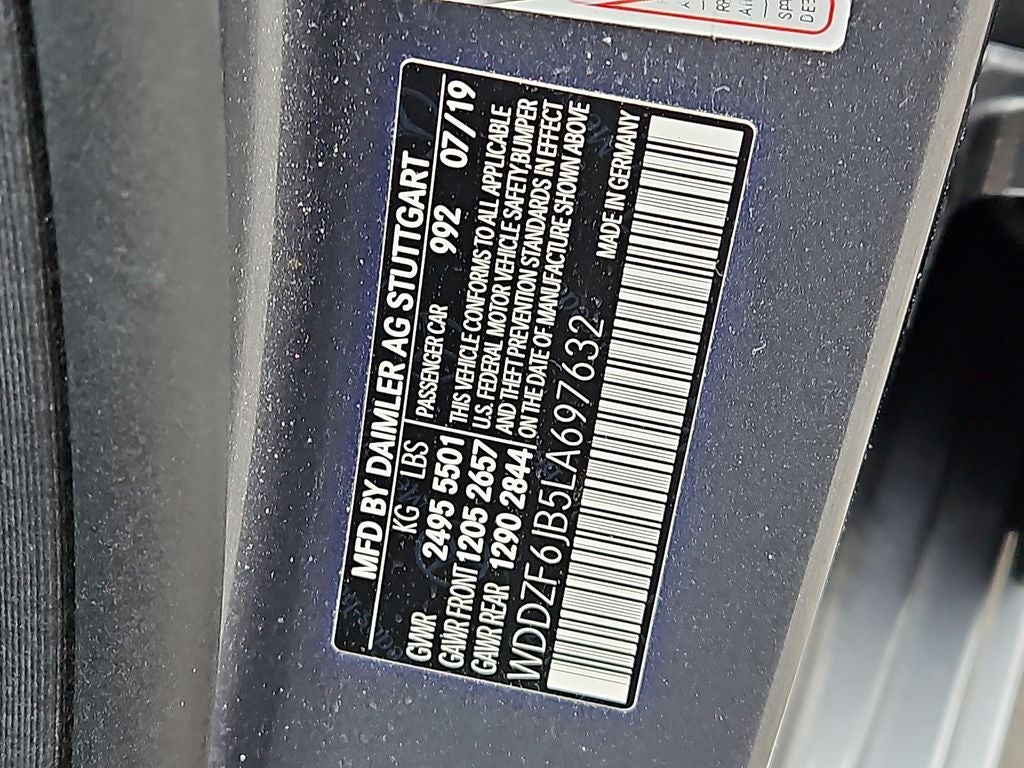 MFD BY DAIMLER AG STUTTGART
KG LBS
GWR 2495 5501
GAWR FRONT 1205 2657
GAWR REAR 1290 2844
PASSENGER CAR 992 07/19
THIS VEHICLE CONFORMS TO ALL APPLICABLE
U.S. FEDERAL MOTOR VEHICLE SAFETY,BUMPER
AND THEFT PREVENTION STANDARDS IN EFFECT
ON THE DATE OF MANUFACTURE SHOWN ABOVE
WDDZF6JB5LA697632 MADE IN GERMANY